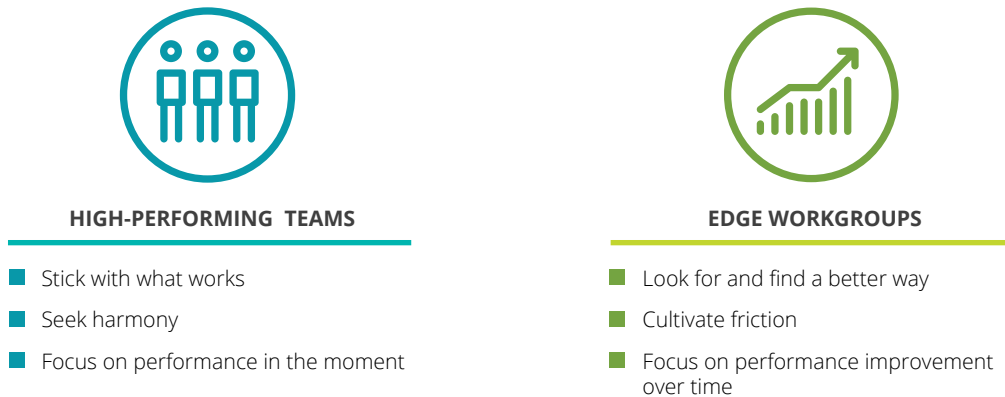 HIGH-PERFORMING TEAMS
Stick with what works
Seek harmony
Focus on performance in the moment
EDGE WORKGROUPS
Look for and find a better way
Cultivate friction
Focus on performance improvement
over time